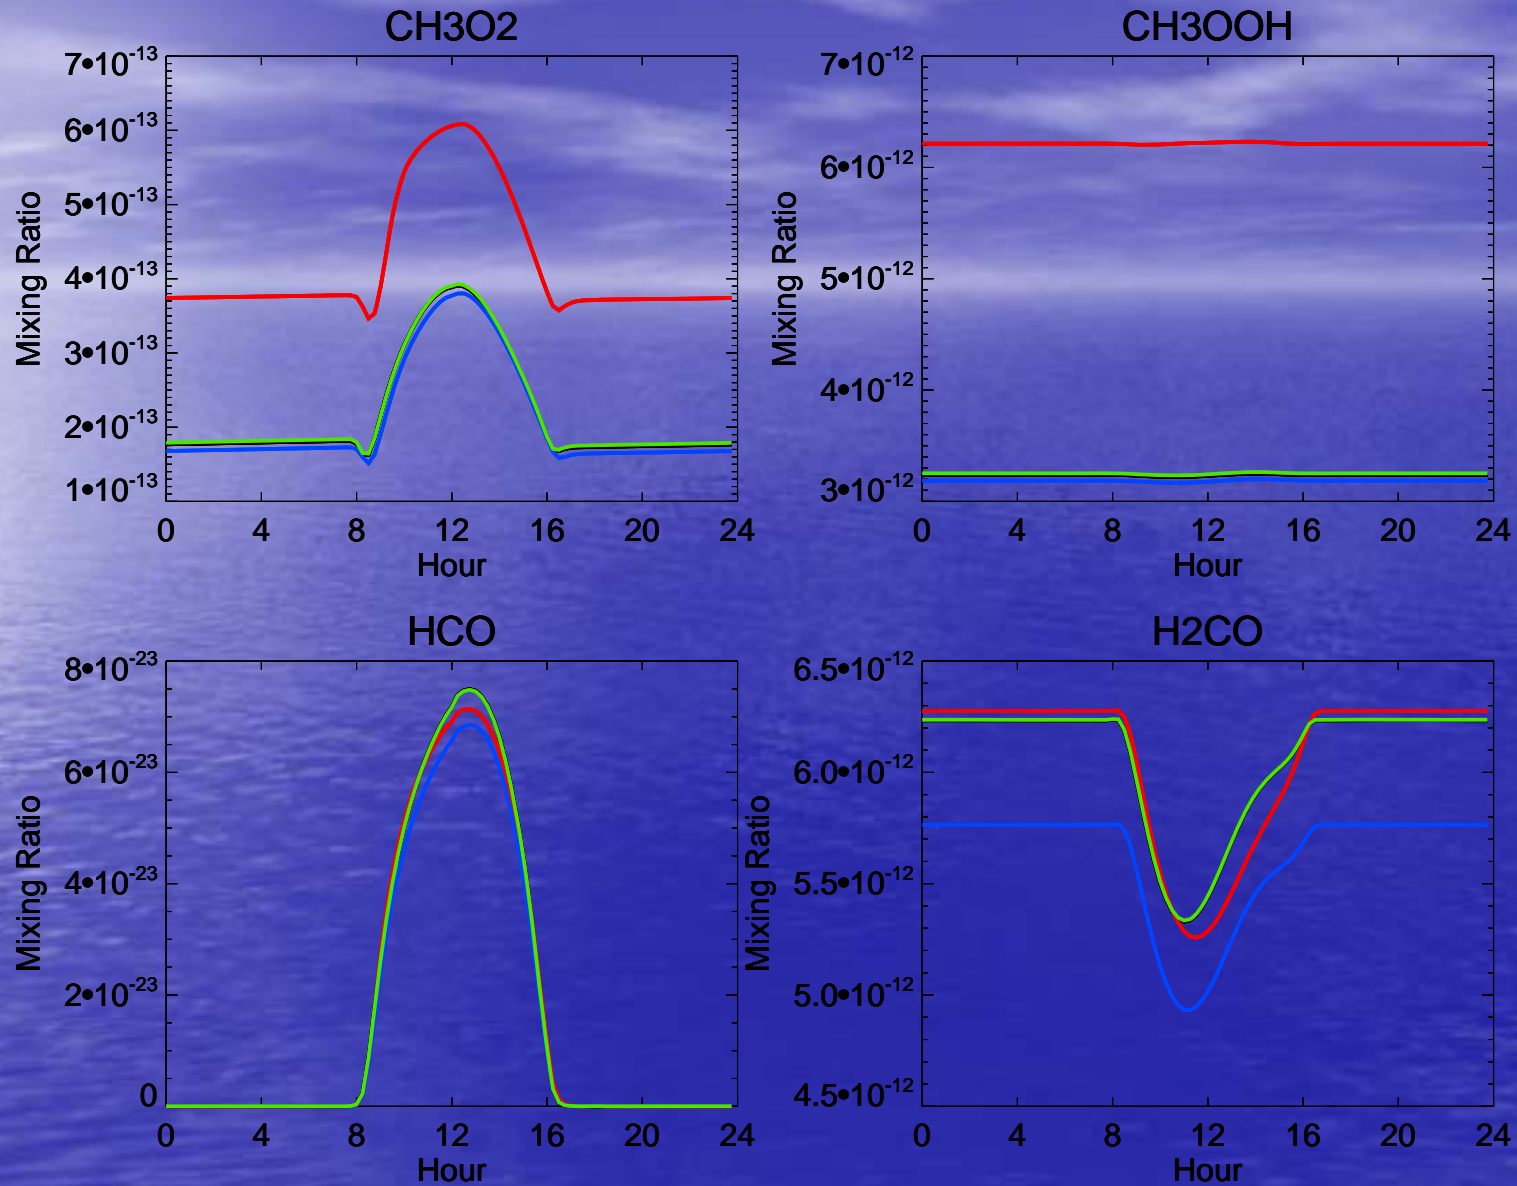 CH3O2
7•10^-13
6•10^-13
5•10^-13
4•10^-13
3•10^-13
2•10^-13
1•10^-13
Mixing Ratio
0 4 8 12 16 20 24
Hour
CH3OOH
7•10^-12
6•10^-12
5•10^-12
4•10^-12
3•10^-12
Mixing Ratio
0 4 8 12 16 20 24
Hour
HCO
8•10^-23
6•10^-23
4•10^-23
2•10^-23
0
Mixing Ratio
0 4 8 12 16 20 24
Hour
H2CO
6.5•10^-12
6.0•10^-12
5.5•10^-12
5.0•10^-12
4.5•10^-12
Mixing Ratio
0 4 8 12 16 20 24
Hour